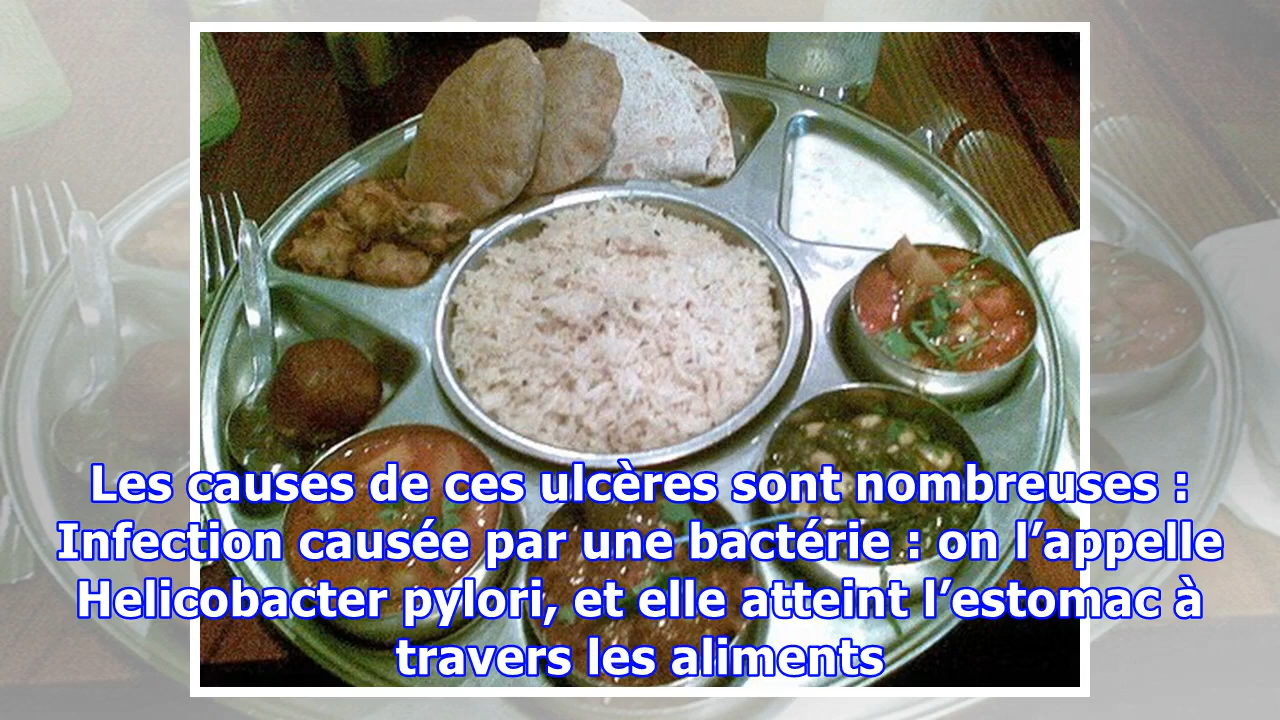 Les causes de ces ulcères sont nombreuses :
Infection causée par une bactérie : on l’appelle
Helicobacter pylori, et elle atteint l’estomac à
travers les aliments